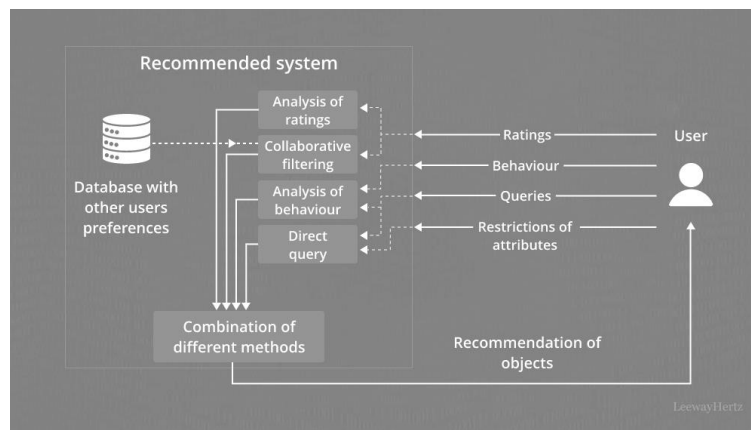 Recommended system
Analysis of
ratings
Collaborative
filtering
Analysis of
behaviour
Direct
query
Database with
other users
preferences
Ratings
Behaviour
Queries
Restrictions of
attributes
User
Combination of
different methods
Recommendation of
objects
LeewayHertz